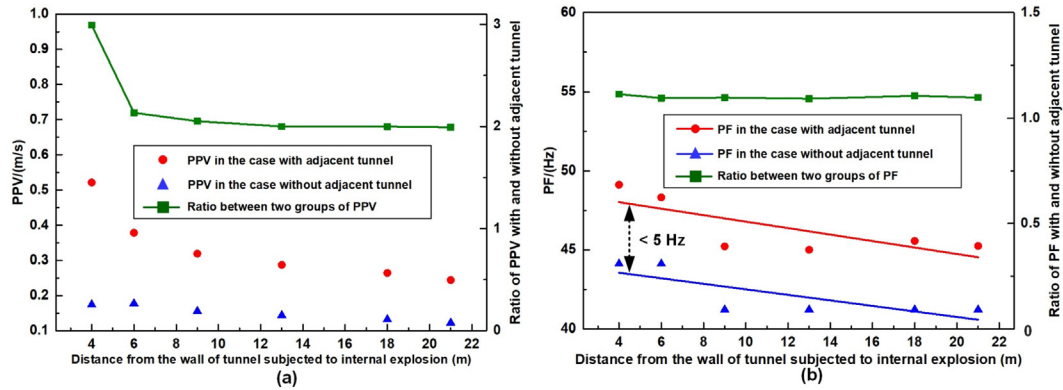 PPV/(m/s)
1.0
0.9
0.8
0.7
0.6
0.5
0.4
0.3
0.2
0.1
PPV in the case with adjacent tunnel
PPV in the case without adjacent tunnel
Ratio between two groups of PPV
3
2
1
0
Ratio of PPV with and without adjacent tunnel
4 6 8 10 12 14 16 18 20 22
Distance from the wall of tunnel subjected to internal explosion (m)
(a)
PF/(Hz)
60
55
50
45
40
PF in the case with adjacent tunnel
PF in the case without adjacent tunnel
Ratio between two groups of PF
< 5 Hz
1.5
1.0
0.5
0
Ratio of PF with and whithout adjacent tunnel
4 6 8 10 12 14 16 18 20 22
Distance from the wall of tunnel subjected to internal explosion (m)
(b)